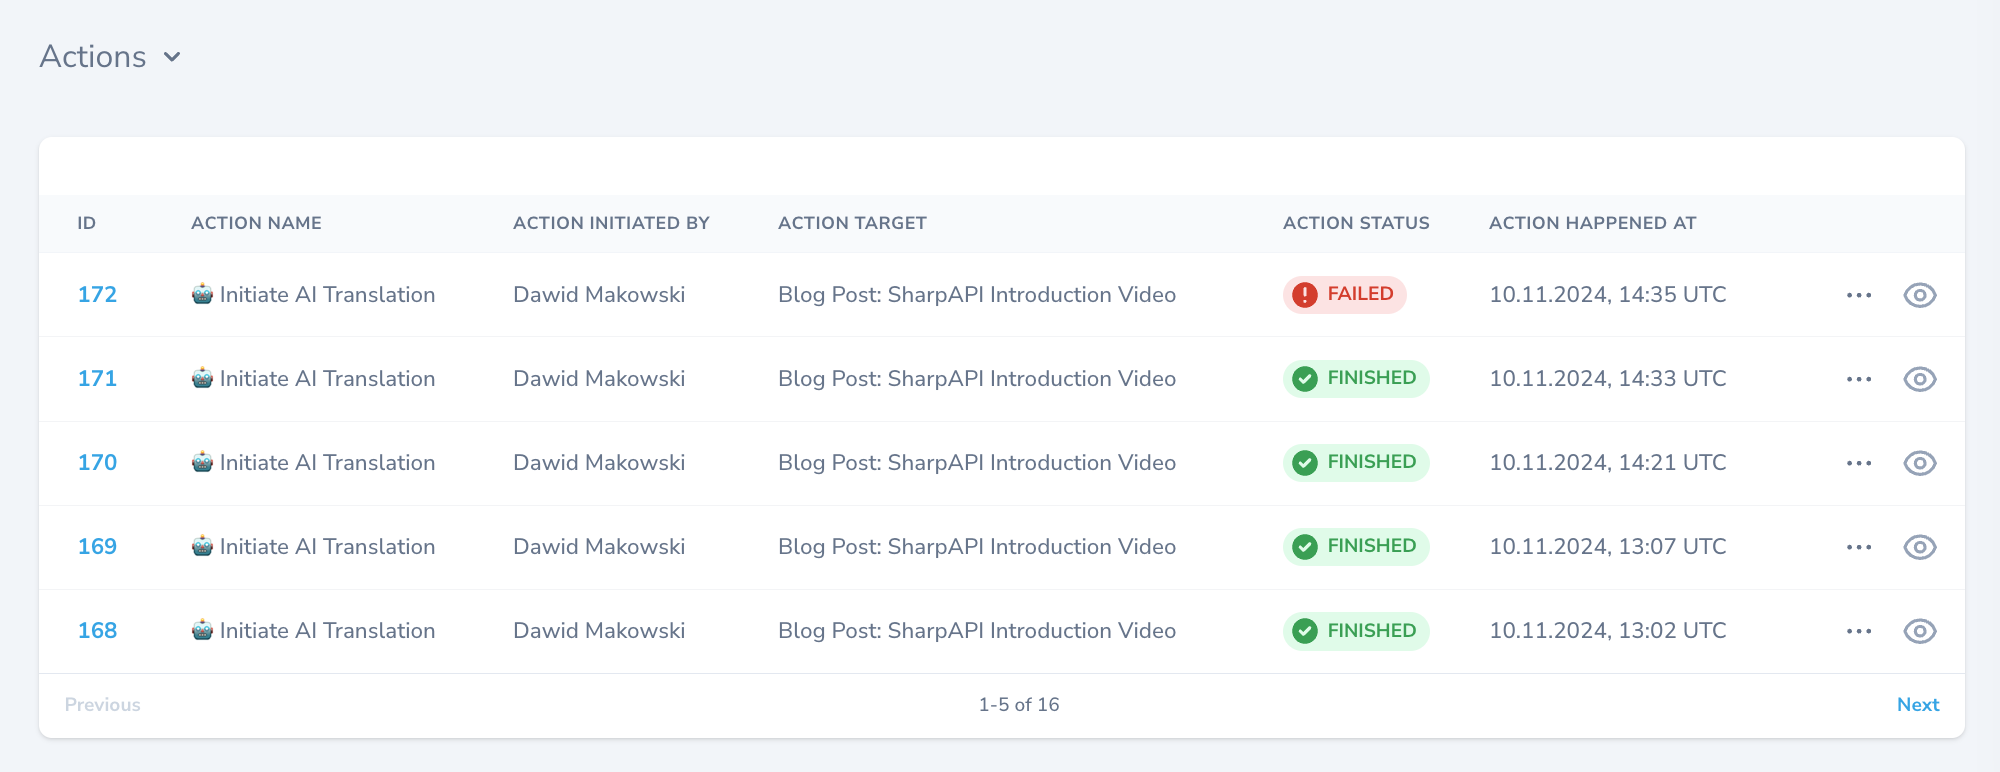 Actions
ID ACTION NAME ACTION INITIATED BY ACTION TARGET ACTION STATUS ACTION HAPPENED AT
172 Initiate AI Translation Dawid Makowski Blog Post: SharpAPI Introduction Video FAILED 10.11.2024, 14:35 UTC
171 Initiate AI Translation Dawid Makowski Blog Post: SharpAPI Introduction Video FINISHED 10.11.2024, 14:33 UTC
170 Initiate AI Translation Dawid Makowski Blog Post: SharpAPI Introduction Video FINISHED 10.11.2024, 14:21 UTC
169 Initiate AI Translation Dawid Makowski Blog Post: SharpAPI Introduction Video FINISHED 10.11.2024, 13:07 UTC
168 Initiate AI Translation Dawid Makowski Blog Post: SharpAPI Introduction Video FINISHED 10.11.2024, 13:02 UTC
Previous 1-5 of 16 Next